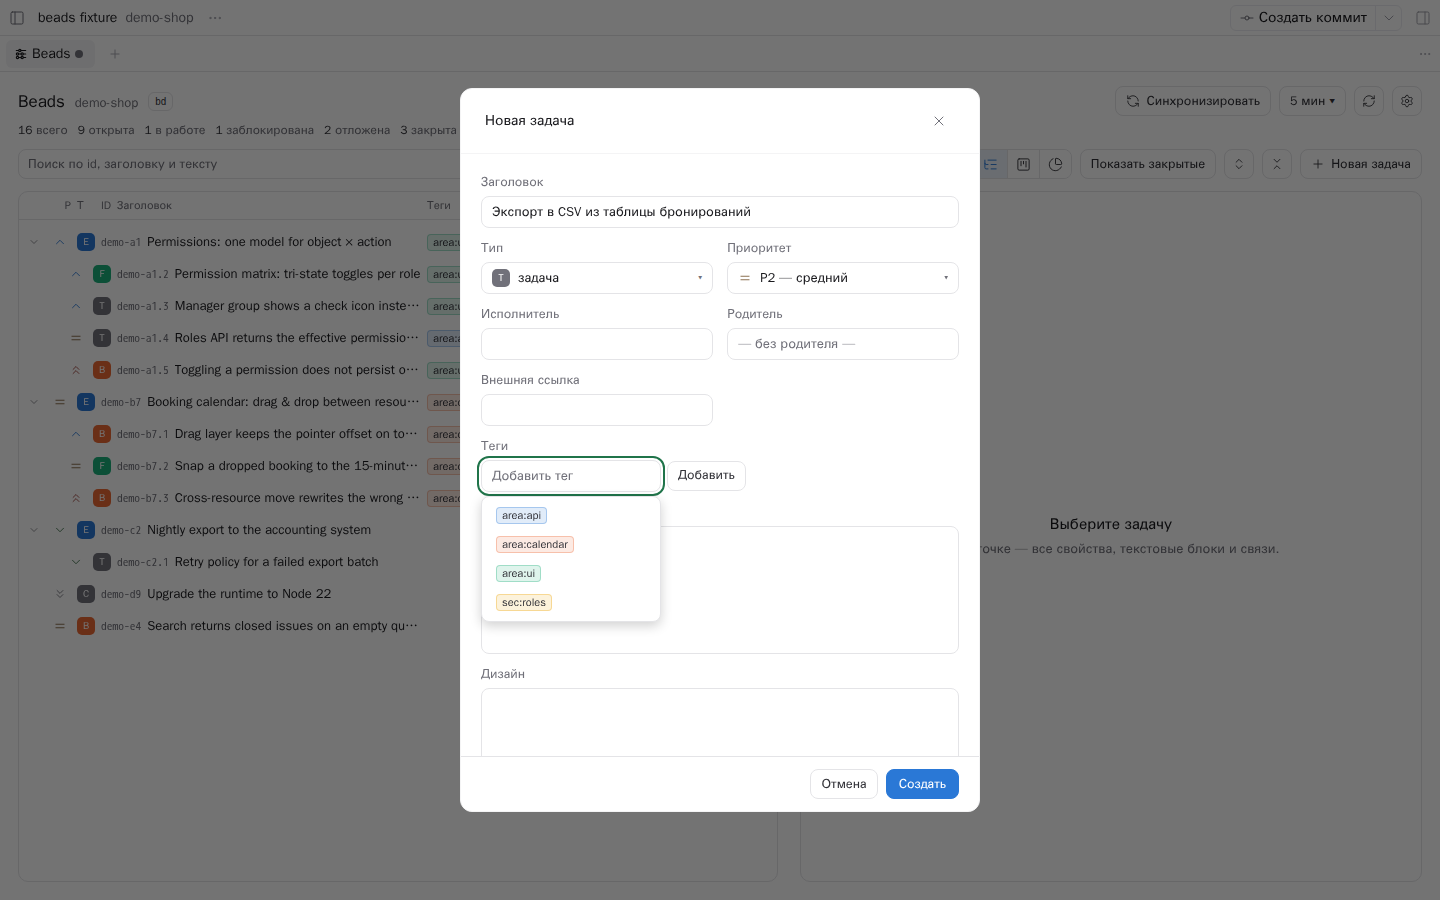 beads fixture demo-shop ···
Создать коммит
Beads
Beads demo-shop bd
Синхронизировать 5 мин
16 всего 9 открыта 1 в работе 1 заблокирована 2 отложена 3 закрыта
Поиск по id, заголовку и тексту
Показать закрытые
Новая задача
P T ID Заголовок Теги
E demo-a1 Permissions: one model for object × action
F demo-a1.2 Permission matrix: tri-state toggles per role
T demo-a1.3 Manager group shows a check icon inste···
T demo-a1.4 Roles API returns the effective permissio···
B demo-a1.5 Toggling a permission does not persist o···
E demo-b7 Booking calendar: drag & drop between resou···
B demo-b7.1 Drag layer keeps the pointer offset on to···
F demo-b7.2 Snap a dropped booking to the 15-minut···
B demo-b7.3 Cross-resource move rewrites the wrong ···
E demo-c2 Nightly export to the accounting system
T demo-c2.1 Retry policy for a failed export batch
C demo-d9 Upgrade the runtime to Node 22
B demo-e4 Search returns closed issues on an empty qu···
Выберите задачу
— все свойства, текстовые блоки и связи.
Новая задача
Заголовок
Экспорт в CSV из таблицы бронирований
Тип Приоритет
T задача P2 — средний
Исполнитель Родитель
— без родителя —
Внешняя ссылка
Теги
Добавить тег Добавить
area:api
area:calendar
area:ui
sec:roles
Дизайн
Отмена Создать